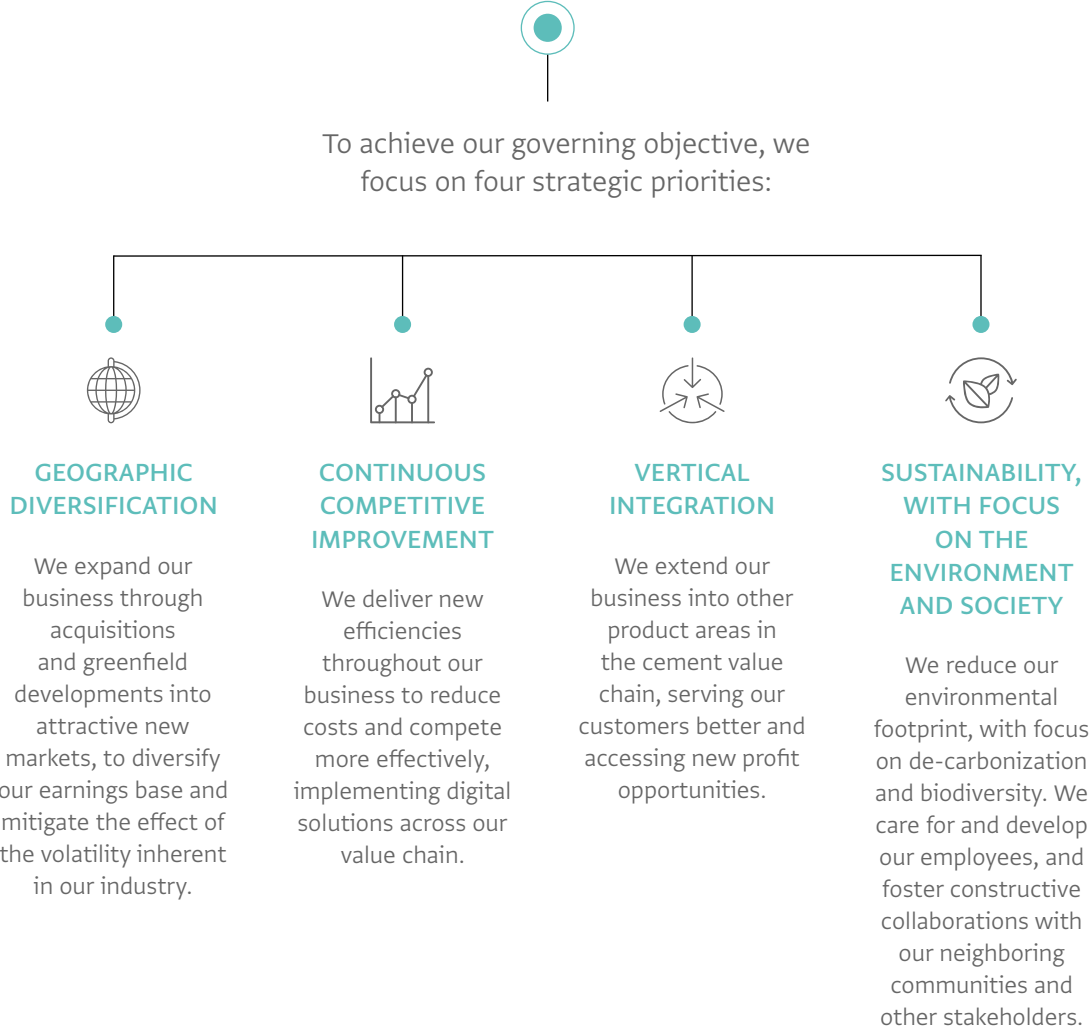 To achieve our governing objective, we
focus on four strategic priorities:
GEOGRAPHIC
DIVERSIFICATION
We expand our
business through
acquisitions
and greenfield
developments into
attractive new
markets, to diversify
our earnings base and
mitigate the effect of
the volatility inherent
in our industry.
CONTINUOUS
COMPETITIVE
IMPROVEMENT
We deliver new
efficiencies
throughout our
business to reduce
costs and compete
more effectively,
implementing digital
solutions across our
value chain.
VERTICAL
INTEGRATION
We extend our
business into other
product areas in
the cement value
chain, serving our
customers better and
accessing new profit
opportunities.
SUSTAINABILITY,
WITH FOCUS
ON THE
ENVIRONMENT
AND SOCIETY
We reduce our
environmental
footprint, with focus
on de-carbonization
and biodiversity. We
care for and develop
our employees, and
foster constructive
collaborations with
our neighboring
communities and
other stakeholders.